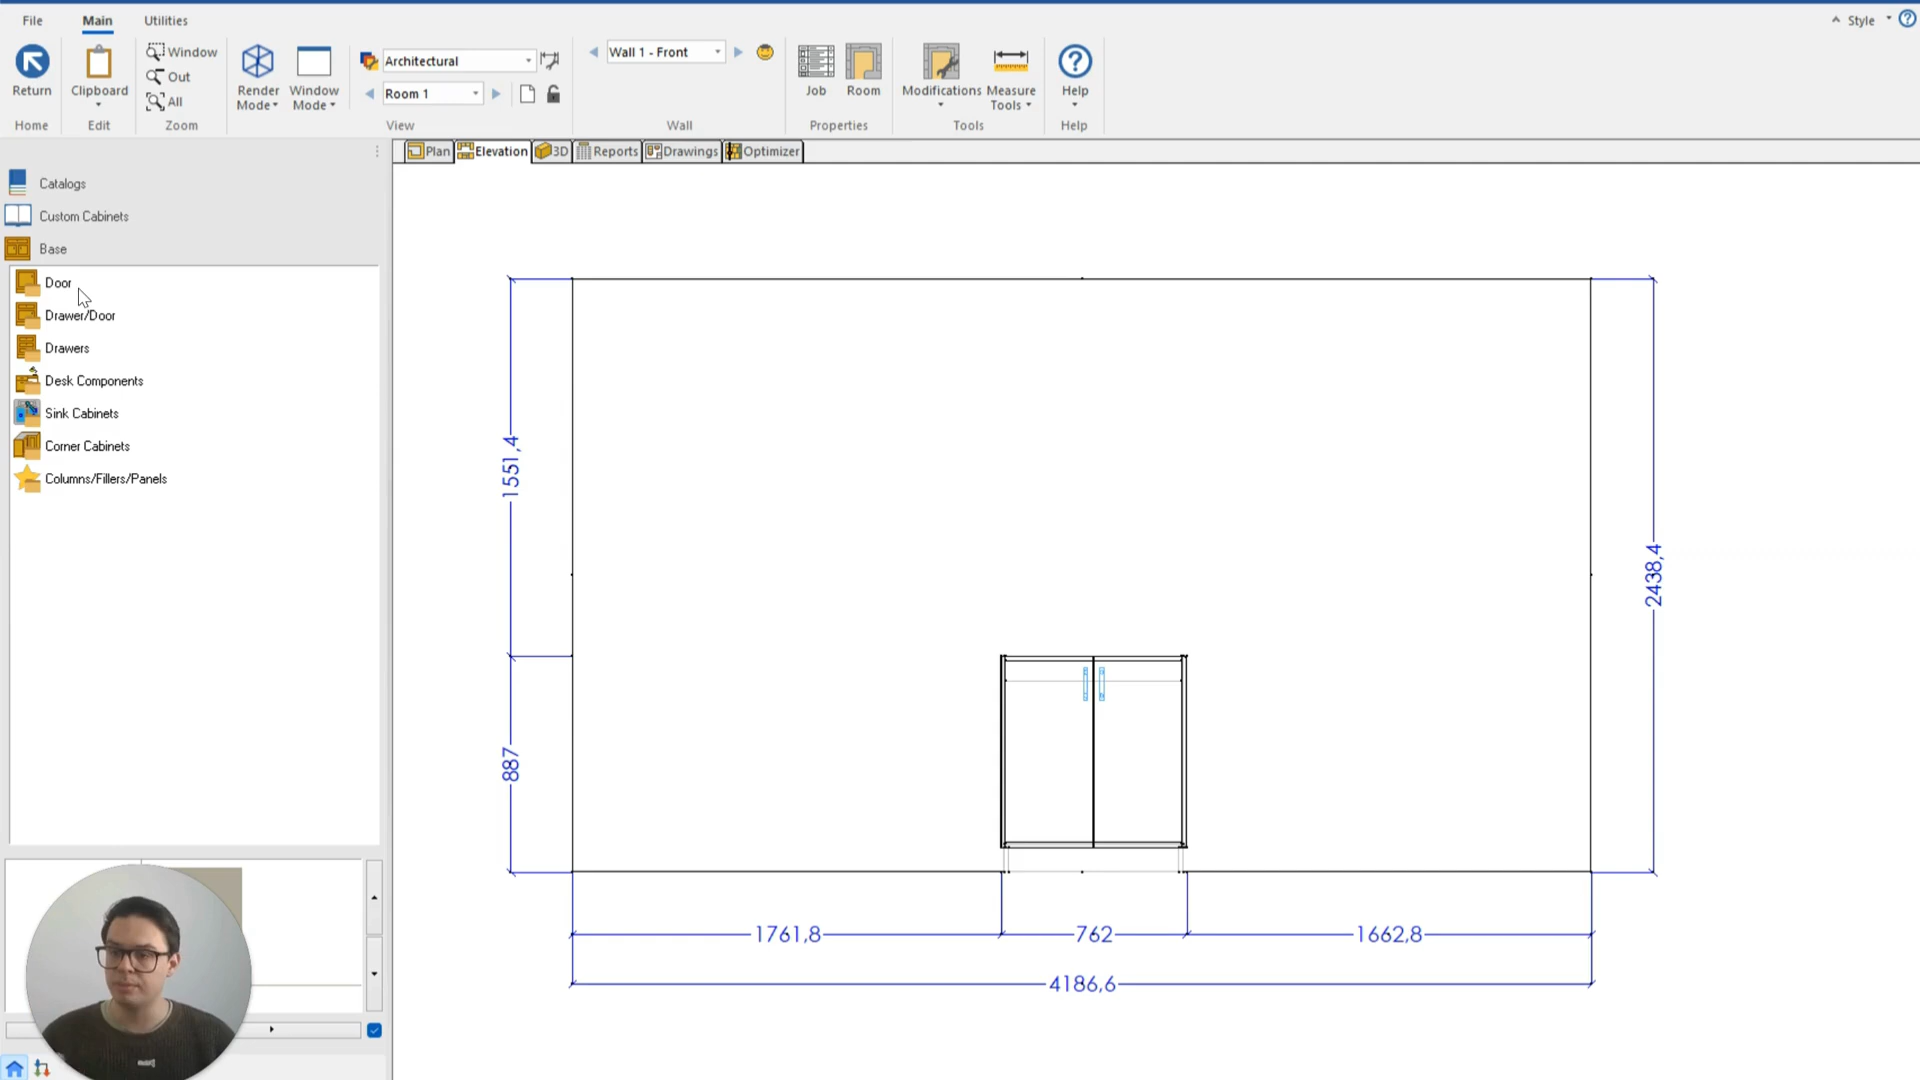 File Main Utilities
Style
Return
Clipboard
Window
Out
All
Render
Mode
Window
Mode
Architectural
Room 1
Wall 1 - Front
Job
Room
Modifications
Measure
Tools
Help
Home
Edit
Zoom
View
Wall
Properties
Tools
Help
Plan Elevation 3D Reports Drawings Optimizer
Catalogs
Custom Cabinets
Base
Door
Drawer/Door
Drawers
Desk Components
Sink Cabinets
Corner Cabinets
Columns/Fillers/Panels
1551,4
887
2438,4
1761,8
762
1662,8
4186,6